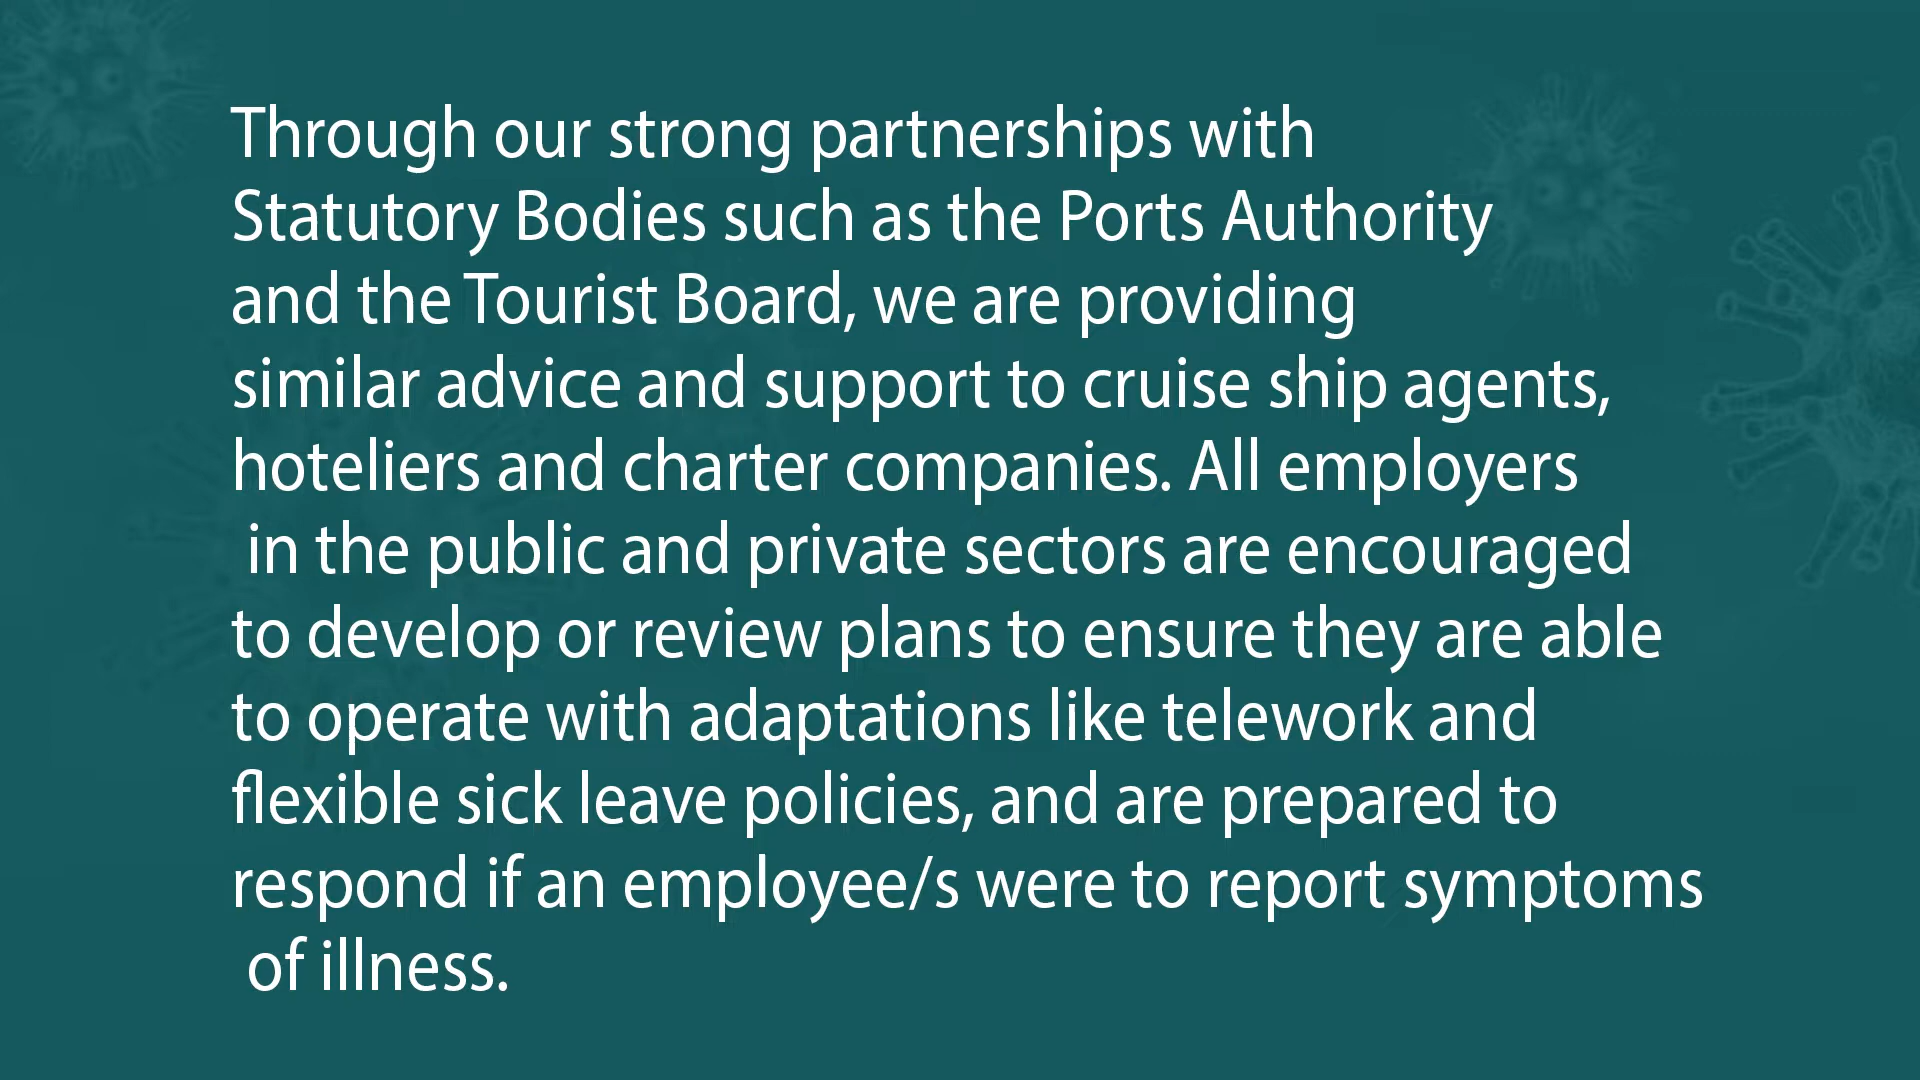 Through our strong partnerships with
Statutory Bodies such as the Ports Authority
and the Tourist Board, we are providing
similar advice and support to cruise ship agents,
hoteliers and charter companies. All employers
in the public and private sectors are encouraged
to develop or review plans to ensure they are able
to operate with adaptations like telework and
flexible sick leave policies, and are prepared to
respond if an employee/s were to report symptoms
of illness.